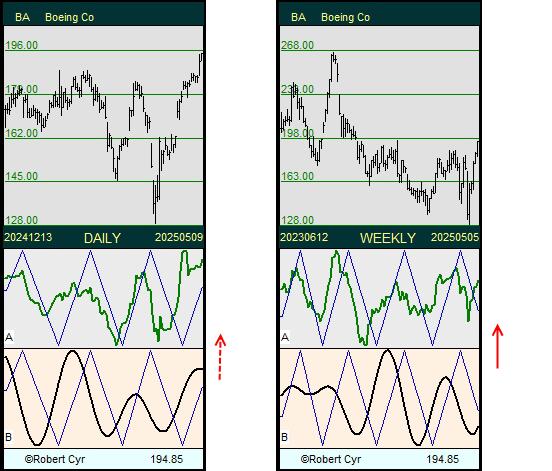 BA Boeing Co
196.00
179.00
162.00
145.00
128.00
20241213 DAILY 20250509
A
B
©Robert Cyr 194.85
BA Boeing Co
268.00
233.00
198.00
163.00
128.00
20230612 WEEKLY 20250505
A
B
©Robert Cyr 194.85